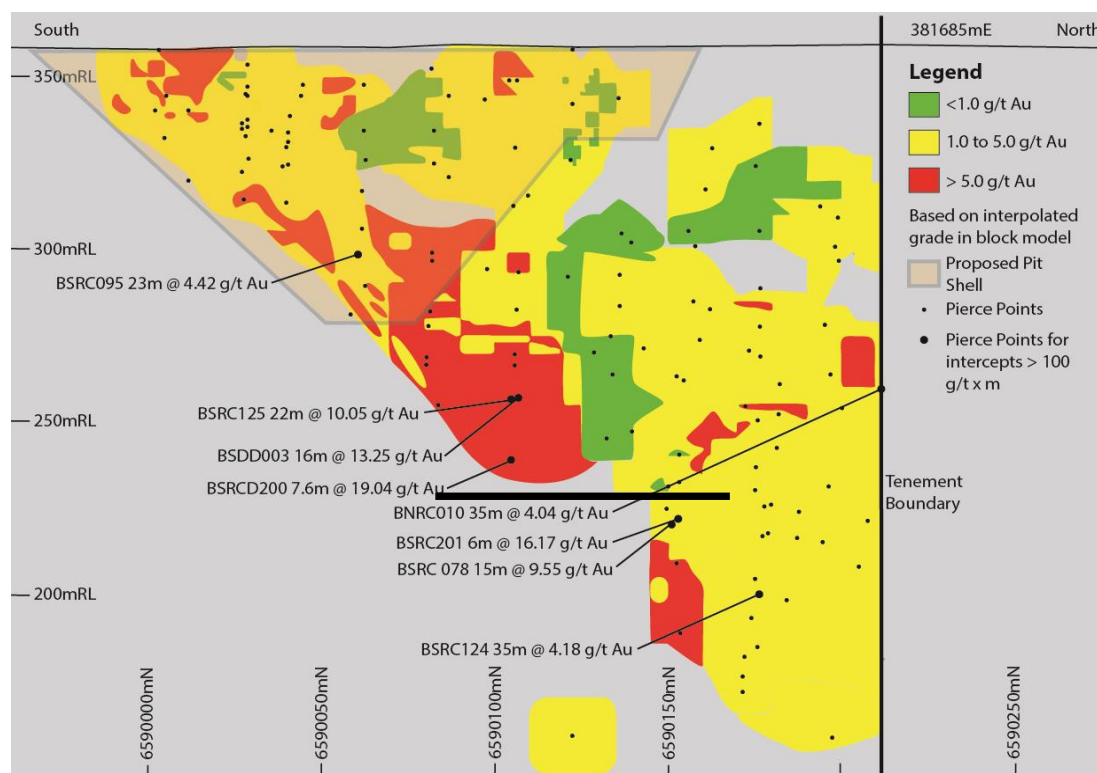 South
381685mE
North
350mRL
Legend
<1.0 g/t Au
1.0 to 5.0 g/t Au
> 5.0 g/t Au
Based on interpolated
grade in block model
Proposed Pit
Shell
Pierce Points
Pierce Points for
intercepts > 100
g/t x m
300mRL
BSRC095 23m @ 4.42 g/t Au
250mRL
BSRC125 22m @ 10.05 g/t Au
BSDD003 16m @ 13.25 g/t Au
BSRCD200 7.6m @ 19.04 g/t Au
BNRC010 35m @ 4.04 g/t Au
BSRC201 6m @ 16.17 g/t Au
BSRC 078 15m @ 9.55 g/t Au
Tenement
Boundary
200mRL
BSRC124 35m @ 4.18 g/t Au
6590000mN
6590050mN
6590100mN
6590150mN
6590250mN